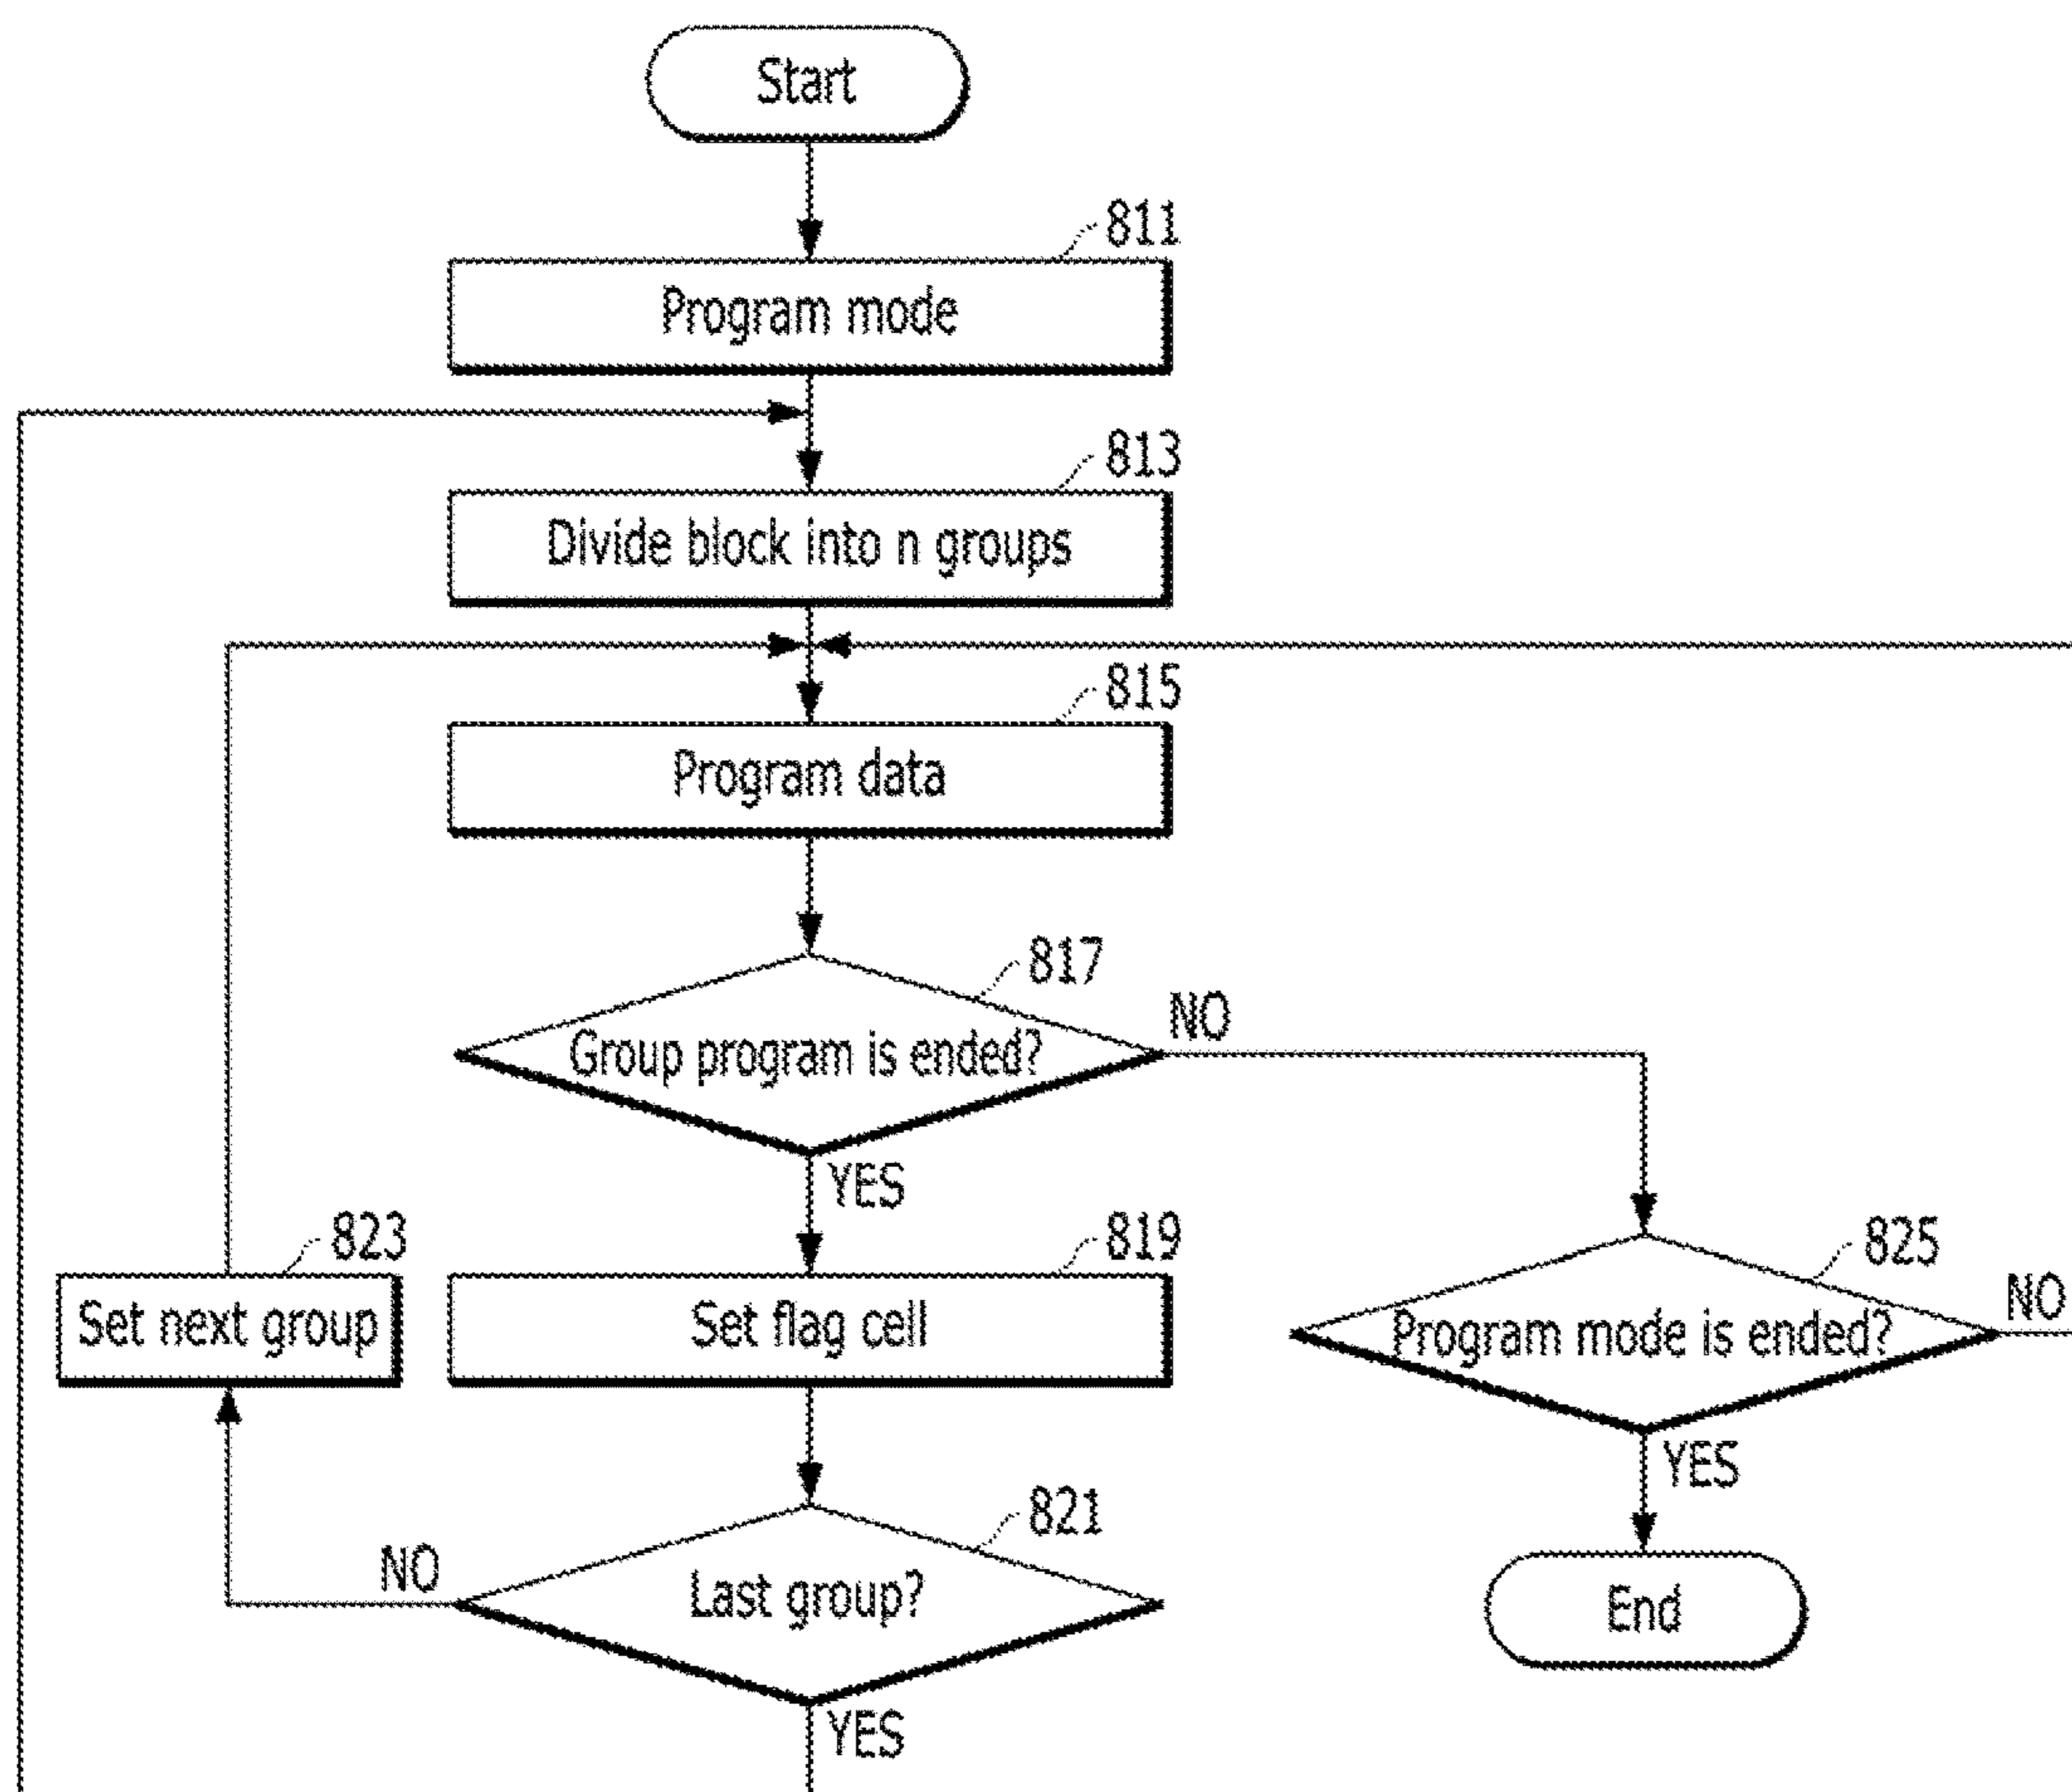 Start
811
Program mode
813
Divide block into n groups
815
Program data
817
Group program is ended?
NO
YES
823
819
825
Set next group
Set flag cell
Program mode is ended?
NO
YES
821
NO
Last group?
End
YES